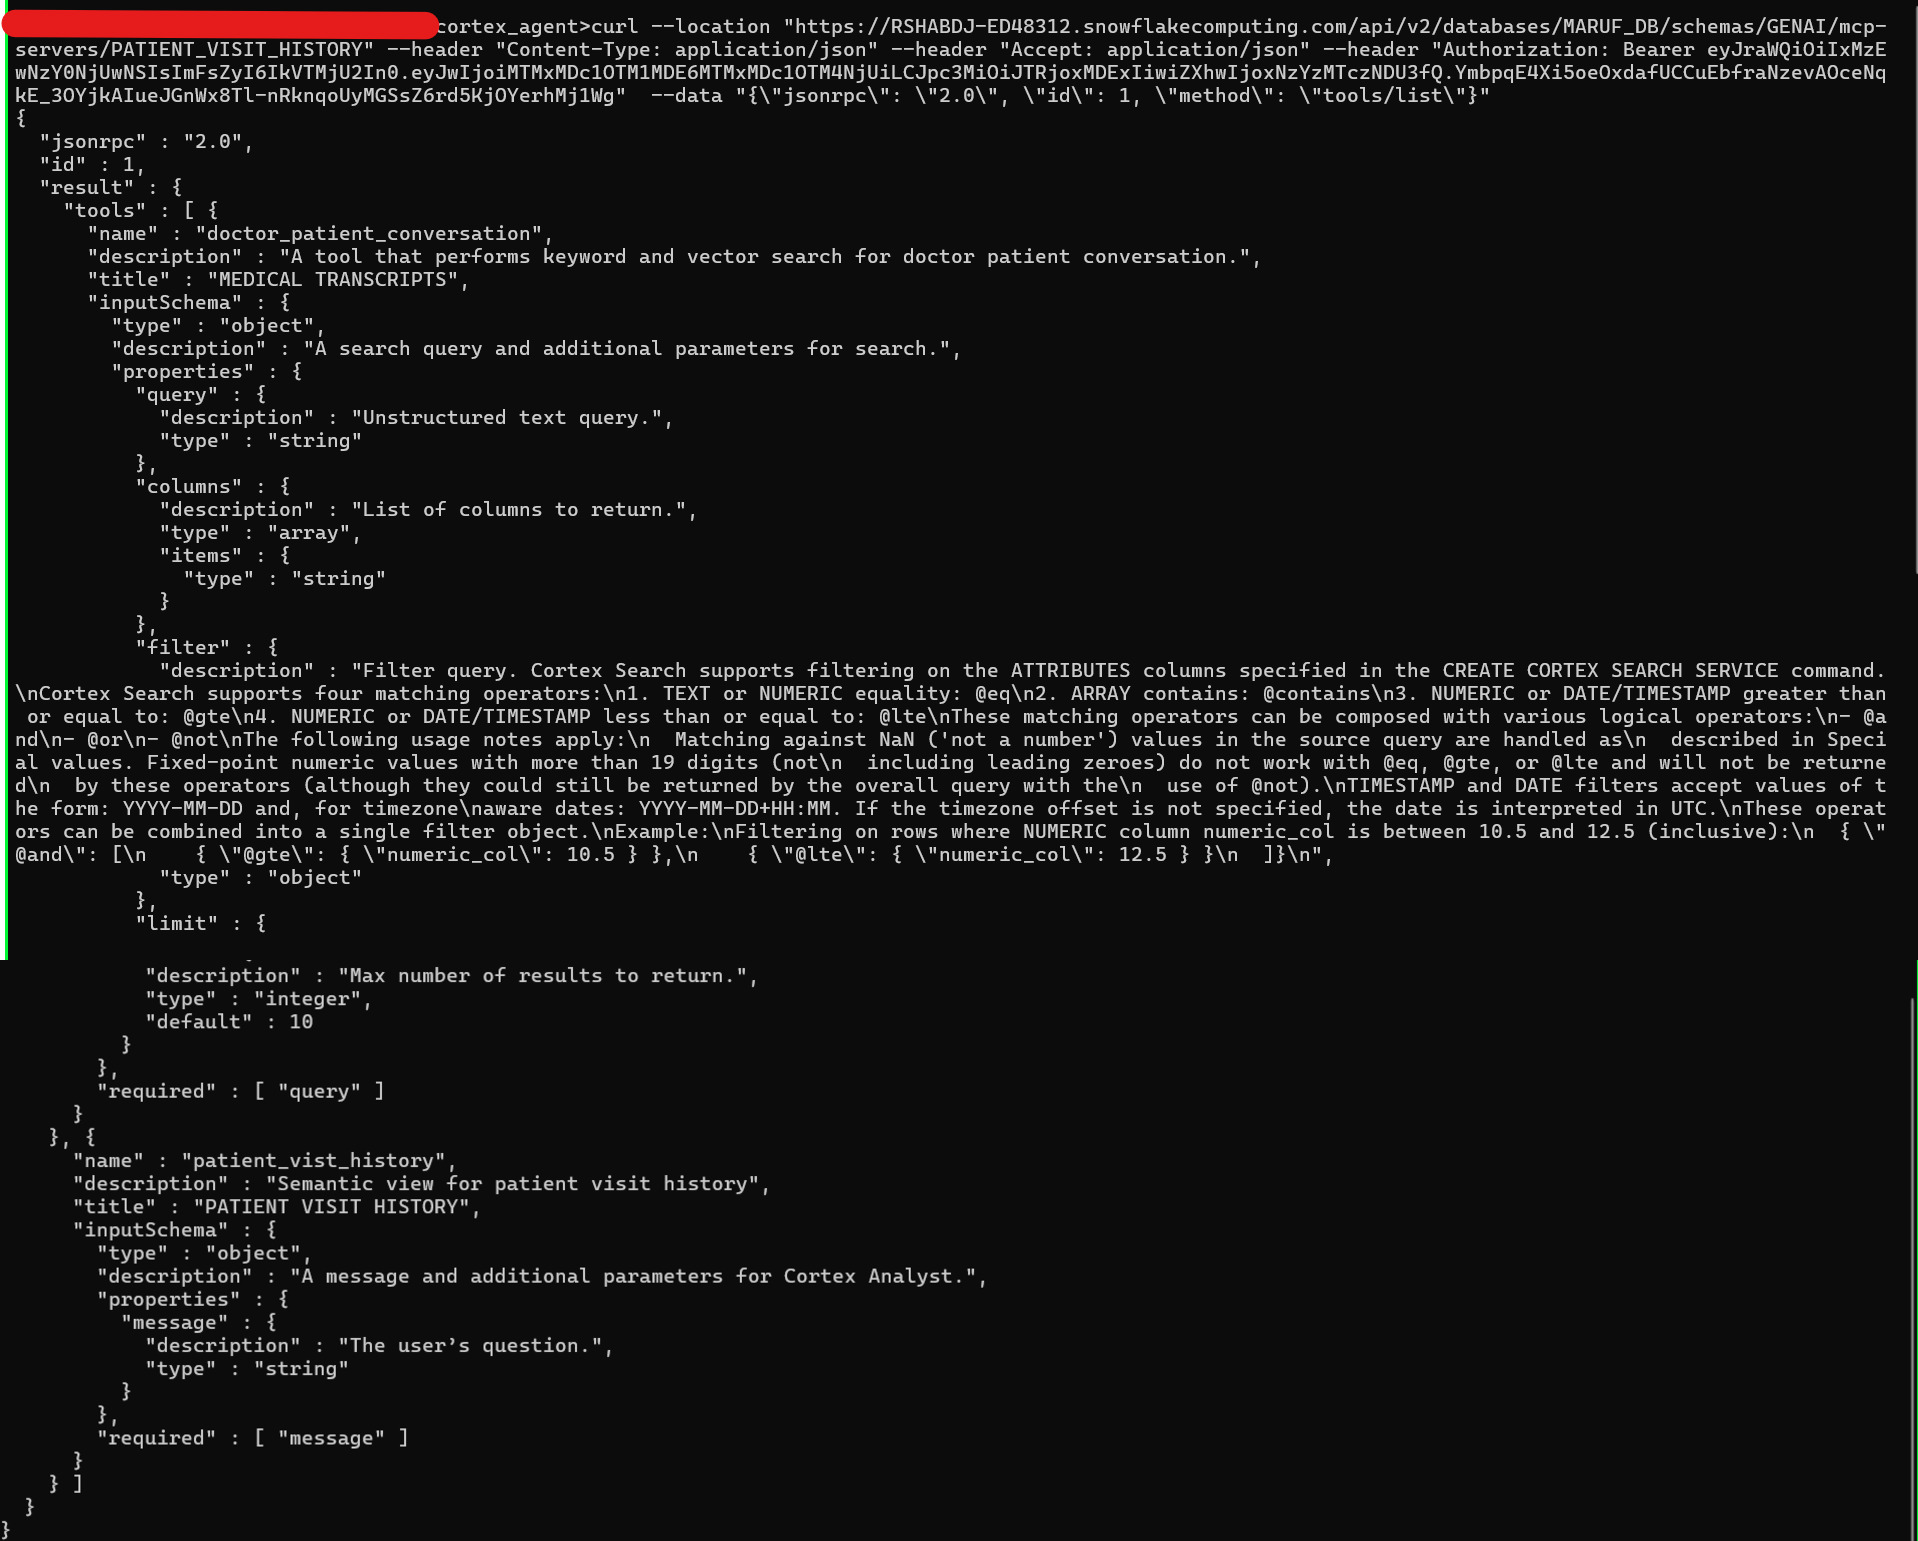 cortex_agent>curl --location "https://RSHABDJ-ED48312.snowflakecomputing.com/api/v2/databases/MARUF_DB/schemas/GENAI/mcp-
servers/PATIENT_VISIT_HISTORY" --header "Content-Type: application/json" --header "Accept: application/json" --header "Authorization: Bearer eyJraWQiOiIxMzE
wNzY0NjUwNSIsImFsZyI6IkVTMjU2In0.eyJwIjoiMTMxMDc1OTM1MDE6MTMxMDc1OTM4NjUiLCJpc3MiOiJTRjoxMDExIiwiZXhwIjoxNzYzMTczNDU3fQ.YmbpqE4Xi5oeOxdafUCCuEbfraNzevAOceNq
kE_3OYjkAIueJGnWx8Tl-nRknqoUyMGSsZ6rd5KjOYerhMj1Wg"  --data "{\"jsonrpc\": \"2.0\", \"id\": 1, \"method\": \"tools/list\"}"
{
  "jsonrpc" : "2.0",
  "id" : 1,
  "result" : {
    "tools" : [ {
      "name" : "doctor_patient_conversation",
      "description" : "A tool that performs keyword and vector search for doctor patient conversation.",
      "title" : "MEDICAL TRANSCRIPTS",
      "inputSchema" : {
        "type" : "object",
        "description" : "A search query and additional parameters for search.",
        "properties" : {
          "query" : {
            "description" : "Unstructured text query.",
            "type" : "string"
          },
          "columns" : {
            "description" : "List of columns to return.",
            "type" : "array",
            "items" : {
              "type" : "string"
            }
          },
          "filter" : {
            "description" : "Filter query. Cortex Search supports filtering on the ATTRIBUTES columns specified in the CREATE CORTEX SEARCH SERVICE command.
\nCortex Search supports four matching operators:\n1. TEXT or NUMERIC equality: @eq\n2. ARRAY contains: @contains\n3. NUMERIC or DATE/TIMESTAMP greater than
 or equal to: @gte\n4. NUMERIC or DATE/TIMESTAMP less than or equal to: @lte\nThese matching operators can be composed with various logical operators:\n- @a
nd\n- @or\n- @not\nThe following usage notes apply:\n  Matching against NaN ('not a number') values in the source query are handled as\n  described in Speci
al values. Fixed-point numeric values with more than 19 digits (not\n  including leading zeroes) do not work with @eq, @gte, or @lte and will not be returne
d\n  by these operators (although they could still be returned by the overall query with the\n  use of @not).\nTIMESTAMP and DATE filters accept values of t
he form: YYYY-MM-DD and, for timezone\naware dates: YYYY-MM-DD+HH:MM. If the timezone offset is not specified, the date is interpreted in UTC.\nThese operat
ors can be combined into a single filter object.\nExample:\nFiltering on rows where NUMERIC column numeric_col is between 10.5 and 12.5 (inclusive):\n  { \"
@and\": [\n    { \"@gte\": { \"numeric_col\": 10.5 } },\n    { \"@lte\": { \"numeric_col\": 12.5 } }\n  ]}\n",
            "type" : "object"
          },
          "limit" : {
            "description" : "Max number of results to return.",
            "type" : "integer",
            "default" : 10
          }
        },
        "required" : [ "query" ]
      }
    }, {
      "name" : "patient_vist_history",
      "description" : "Semantic view for patient visit history",
      "title" : "PATIENT VISIT HISTORY",
      "inputSchema" : {
        "type" : "object",
        "description" : "A message and additional parameters for Cortex Analyst.",
        "properties" : {
          "message" : {
            "description" : "The user’s question.",
            "type" : "string"
          }
        },
        "required" : [ "message" ]
      }
    } ]
  }
}